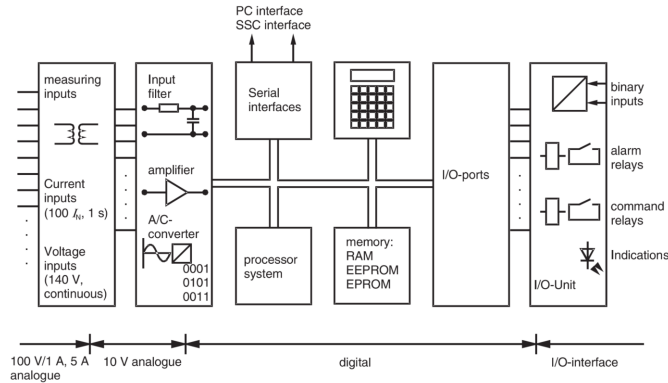 PC interface
SSC interface
measuring
inputs
Current
inputs
(100 I_N, 1 s)
Voltage
inputs
(140 V,
continuous)
Input
filter
amplifier
A/C-
converter
0001
0101
0011
Serial
interfaces
processor
system
memory:
RAM
EEPROM
EPROM
I/O-ports
I/O-Unit
binary
inputs
alarm
relays
command
relays
Indications
100 V/1 A, 5 A
analogue
10 V analogue
digital
I/O-interface